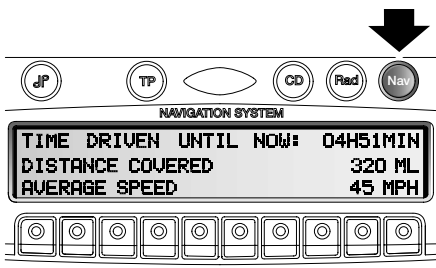 TP CD Rad Nav
NAVIGATION SYSTEM
TIME DRIVEN UNTIL NOW: 04H51MIN
DISTANCE COVERED 320 ML
AVERAGE SPEED 45 MPH